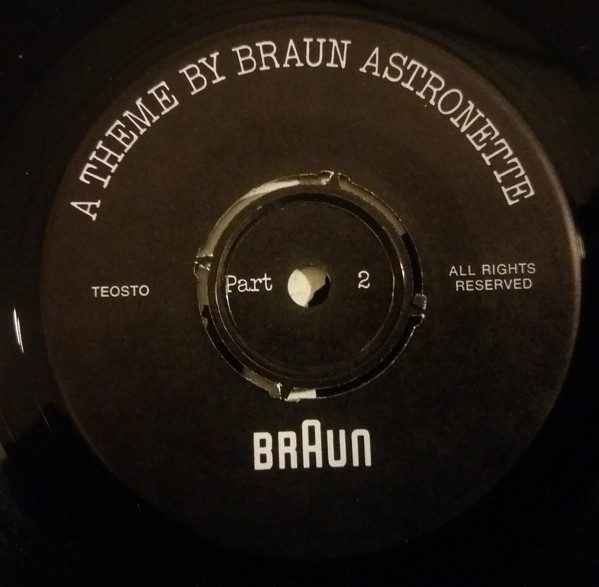 A THEME BY BRAUN ASTRONETTE
TEOSTO
Part 2
ALL RIGHTS
RESERVED
BRAUN